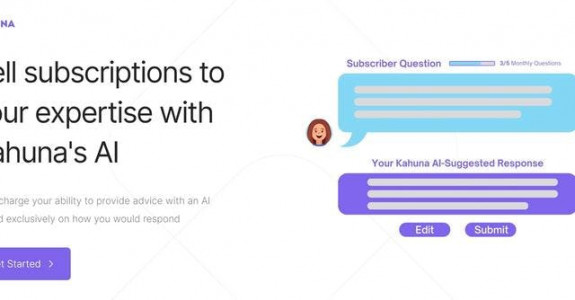 NA
ell subscriptions to
our expertise with
ahuna's AI
charge your ability to provide advice with an AI
d exclusively on how you would respond
t Started >
Subscriber Question
3/5 Monthly Questions
Your Kahuna AI-Suggested Response
Edit
Submit